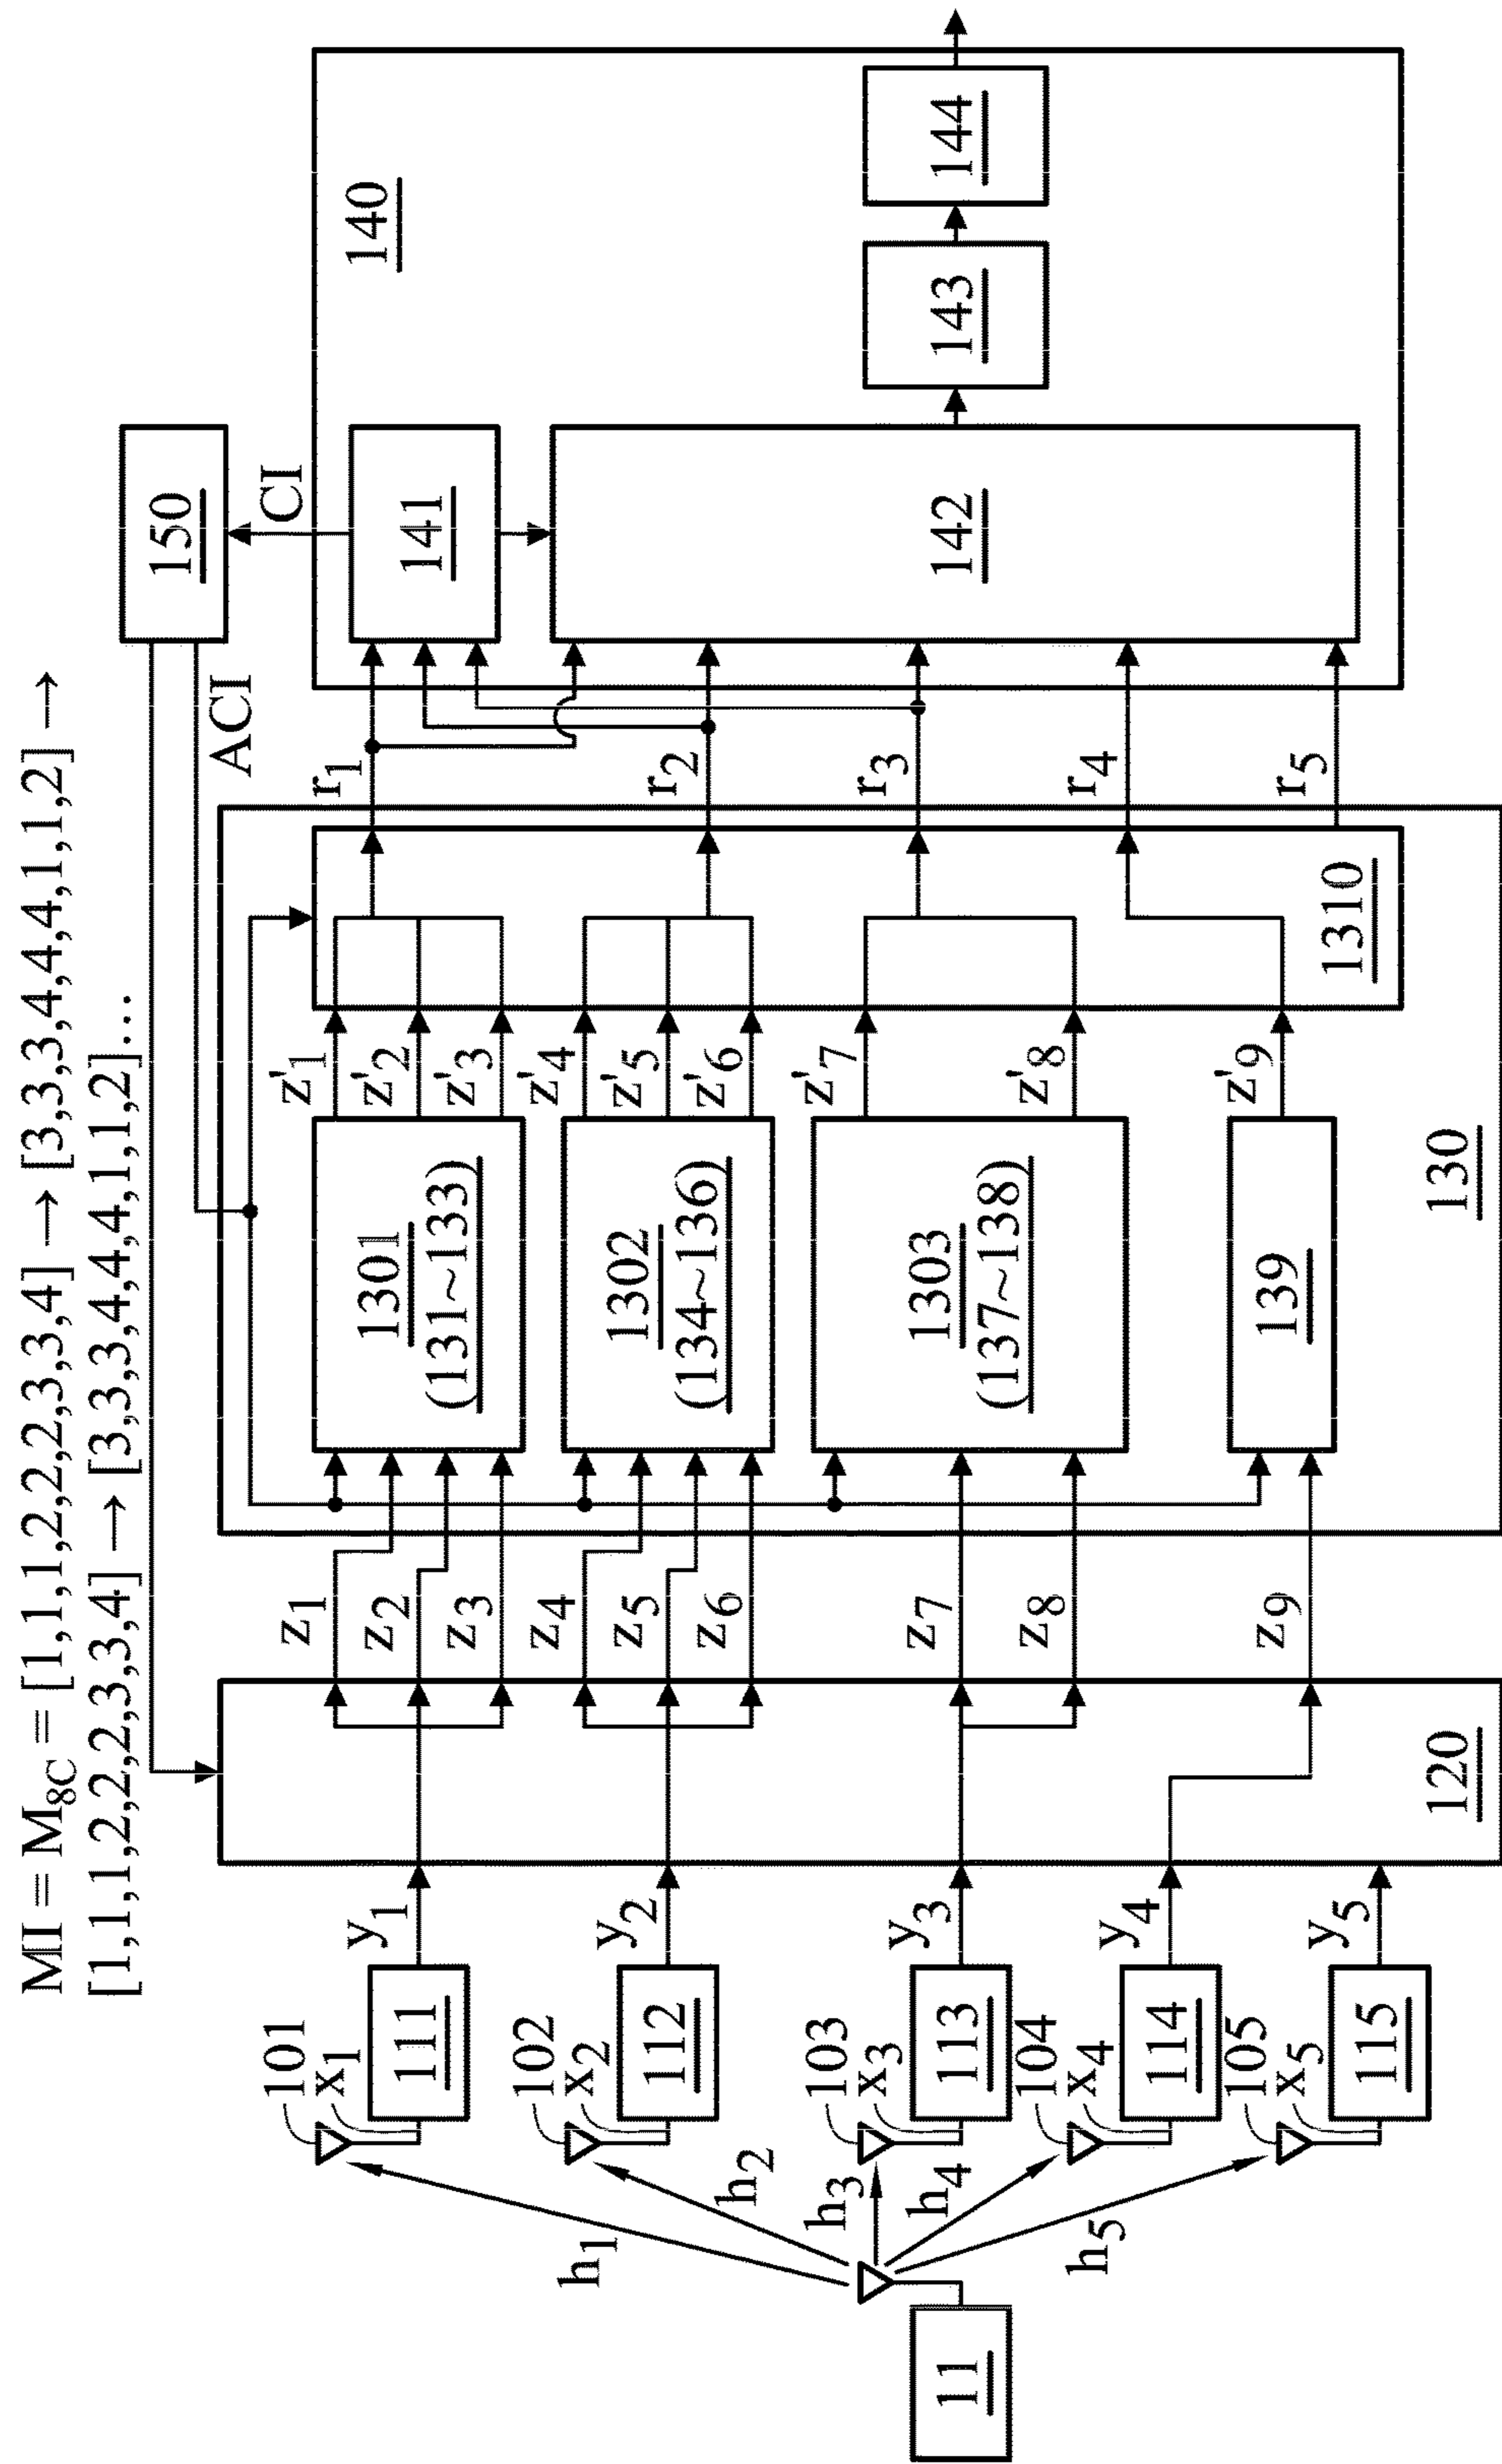 MI = M8C = [1,1,1,2,2,2,3,3,4] → [3,3,3,4,4,4,1,1,2] →
[1,1,1,2,2,2,3,3,4] → [3,3,3,4,4,4,1,1,2]...
150
ACI
CI
140
141
142
143
144
r1
r2
r3
r4
r5
z'1
z'2
z'3
z'4
z'5
z'6
z'7
z'8
z'9
1310
1301
(131~133)
1302
(134~136)
1303
(137~138)
139
130
z1
z2
z3
z4
z5
z6
z7
z8
z9
120
y1
y2
y3
y4
y5
101
x1
111
102
x2
112
103
x3
113
104
x4
114
105
x5
115
h1
h2
h3
h4
h5
11